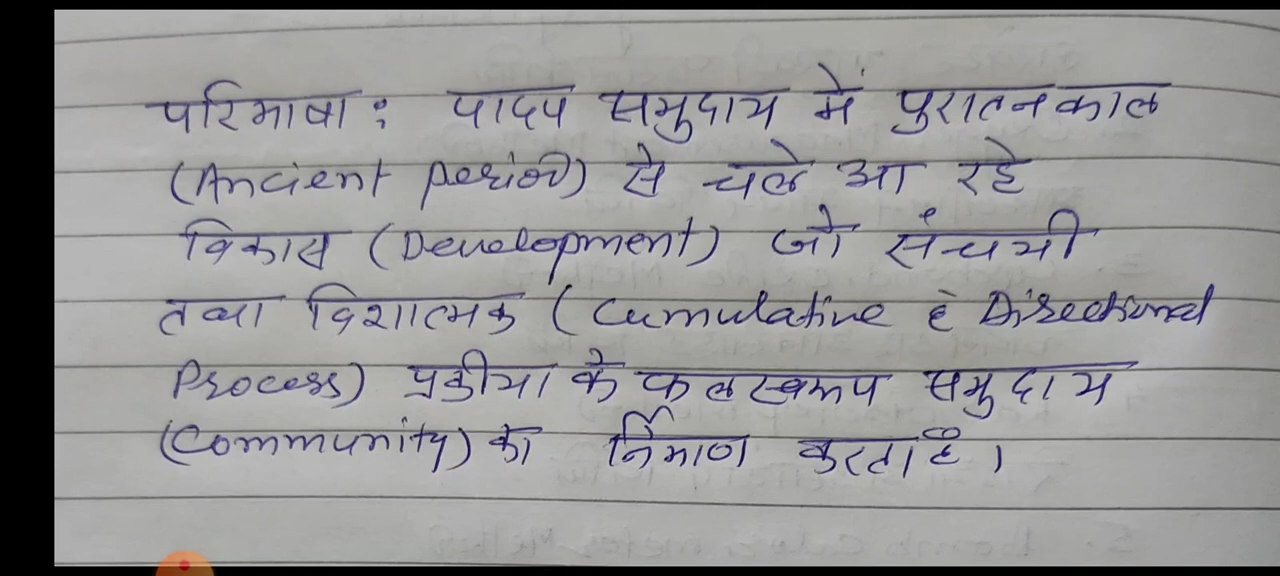 परिभाषा : पादप समुदाय में पुरातनकाल
(Ancient period) से चले आ रहे
विकास (Development) जो संचयी
तथा दिशात्मक (Cumulative & Directional
Process) प्रक्रीया के फलस्वरूप समुदाय
(Community) का निर्माण करता है।